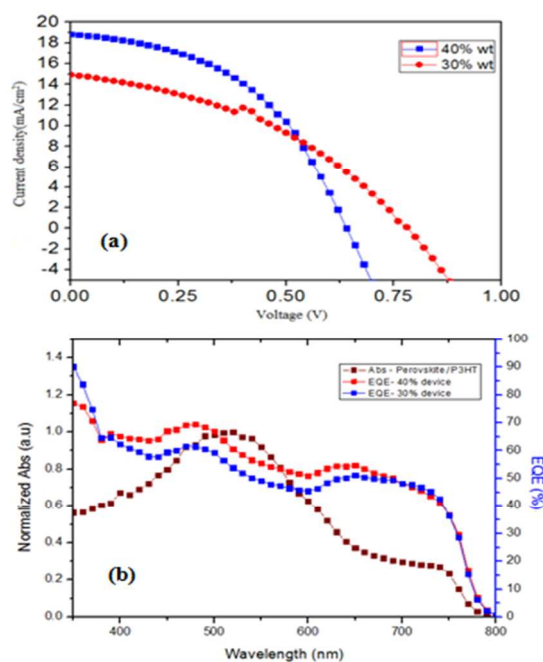 20
18
16
14
12
10
8
6
4
2
0
-2
-4
Current density(mA/cm²)
40% wt
30% wt
(a)
0.00 0.25 0.50 0.75 1.00
Voltage (V)
1.4
1.2
1.0
0.8
0.6
0.4
0.2
0.0
Normalized Abs (a.u)
Abs - Perovskite/P3HT
EQE- 40% device
EQE- 30% device
(b)
100
90
80
70
60
50
40
30
20
10
0
EQE (%)
400 500 600 700 800
Wavelength (nm)